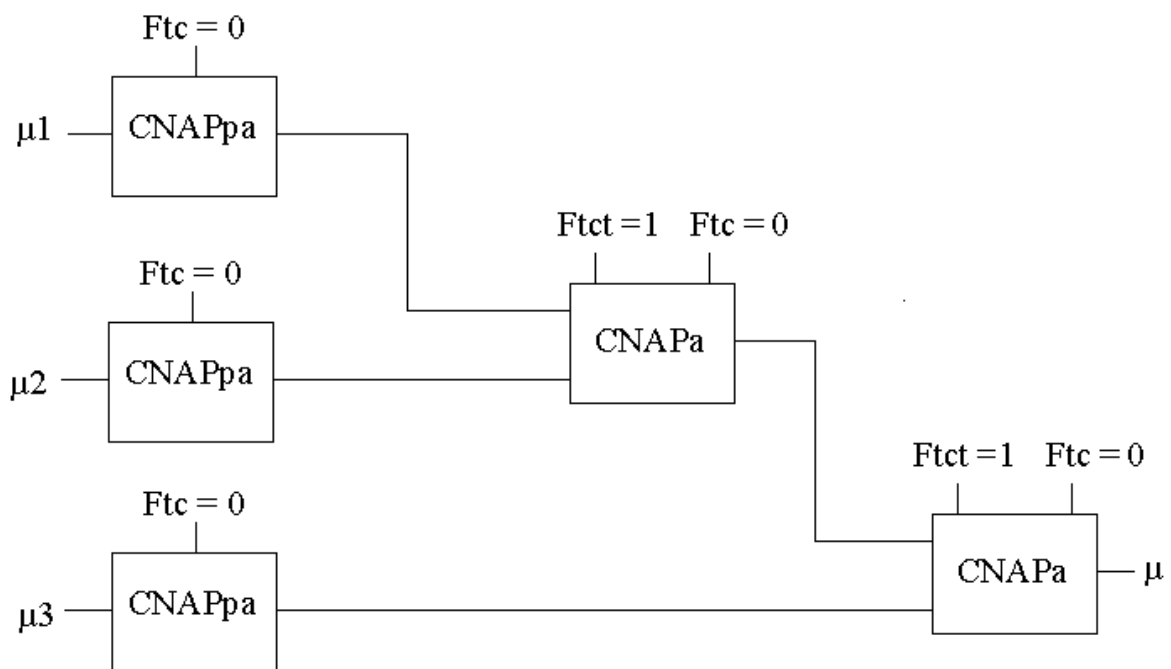 Ftc = 0
μ1
CNAPpa
Ftct =1 Ftc = 0
Ftc = 0
CNAPa
μ2
CNAPpa
Ftct =1 Ftc = 0
Ftc = 0
CNAPa
μ
μ3
CNAPpa